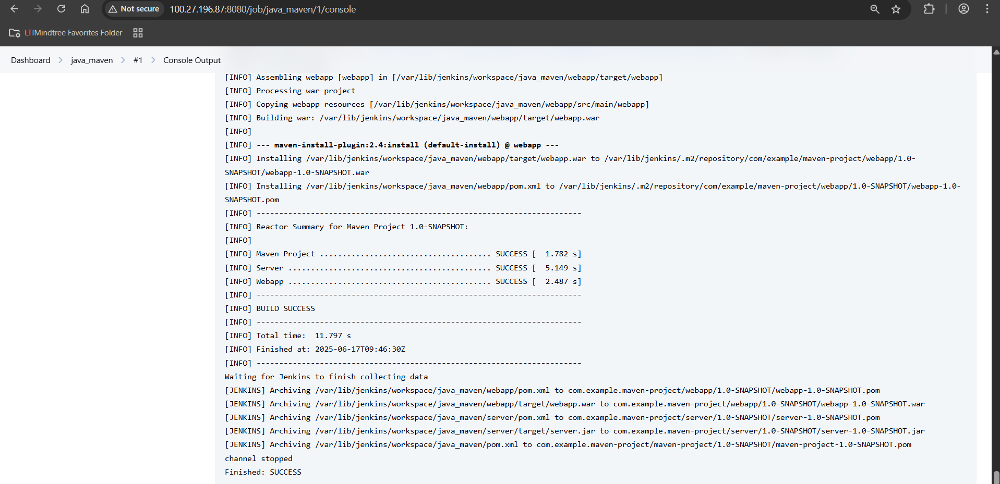 Not secure 100.27.196.87:8080/job/java_maven/1/console
LTIMindtree Favorites Folder
Dashboard > java_maven > #1 > Console Output
[INFO] Assembling webapp [webapp] in [/var/lib/jenkins/workspace/java_maven/webapp/target/webapp]
[INFO] Processing war project
[INFO] Copying webapp resources [/var/lib/jenkins/workspace/java_maven/webapp/src/main/webapp]
[INFO] Building war: /var/lib/jenkins/workspace/java_maven/webapp/target/webapp.war
[INFO]
[INFO] --- maven-install-plugin:2.4:install (default-install) @ webapp ---
[INFO] Installing /var/lib/jenkins/workspace/java_maven/webapp/target/webapp.war to /var/lib/jenkins/.m2/repository/com/example/maven-project/webapp/1.0-
SNAPSHOT/webapp-1.0-SNAPSHOT.war
[INFO] Installing /var/lib/jenkins/workspace/java_maven/webapp/pom.xml to /var/lib/jenkins/.m2/repository/com/example/maven-project/webapp/1.0-SNAPSHOT/webapp-1.0-
SNAPSHOT.pom
[INFO] ------------------------------------------------------------------------
[INFO] Reactor Summary for Maven Project 1.0-SNAPSHOT:
[INFO]
[INFO] Maven Project ...................................... SUCCESS [  1.782 s]
[INFO] Server ............................................. SUCCESS [  5.149 s]
[INFO] Webapp ............................................. SUCCESS [  2.487 s]
[INFO] ------------------------------------------------------------------------
[INFO] BUILD SUCCESS
[INFO] ------------------------------------------------------------------------
[INFO] Total time:  11.797 s
[INFO] Finished at: 2025-06-17T09:46:30Z
[INFO] ------------------------------------------------------------------------
Waiting for Jenkins to finish collecting data
[JENKINS] Archiving /var/lib/jenkins/workspace/java_maven/webapp/pom.xml to com.example.maven-project/webapp/1.0-SNAPSHOT/webapp-1.0-SNAPSHOT.pom
[JENKINS] Archiving /var/lib/jenkins/workspace/java_maven/webapp/target/webapp.war to com.example.maven-project/webapp/1.0-SNAPSHOT/webapp-1.0-SNAPSHOT.war
[JENKINS] Archiving /var/lib/jenkins/workspace/java_maven/server/pom.xml to com.example.maven-project/server/1.0-SNAPSHOT/server-1.0-SNAPSHOT.pom
[JENKINS] Archiving /var/lib/jenkins/workspace/java_maven/server/target/server.jar to com.example.maven-project/server/1.0-SNAPSHOT/server-1.0-SNAPSHOT.jar
[JENKINS] Archiving /var/lib/jenkins/workspace/java_maven/pom.xml to com.example.maven-project/maven-project/1.0-SNAPSHOT/maven-project-1.0-SNAPSHOT.pom
channel stopped
Finished: SUCCESS